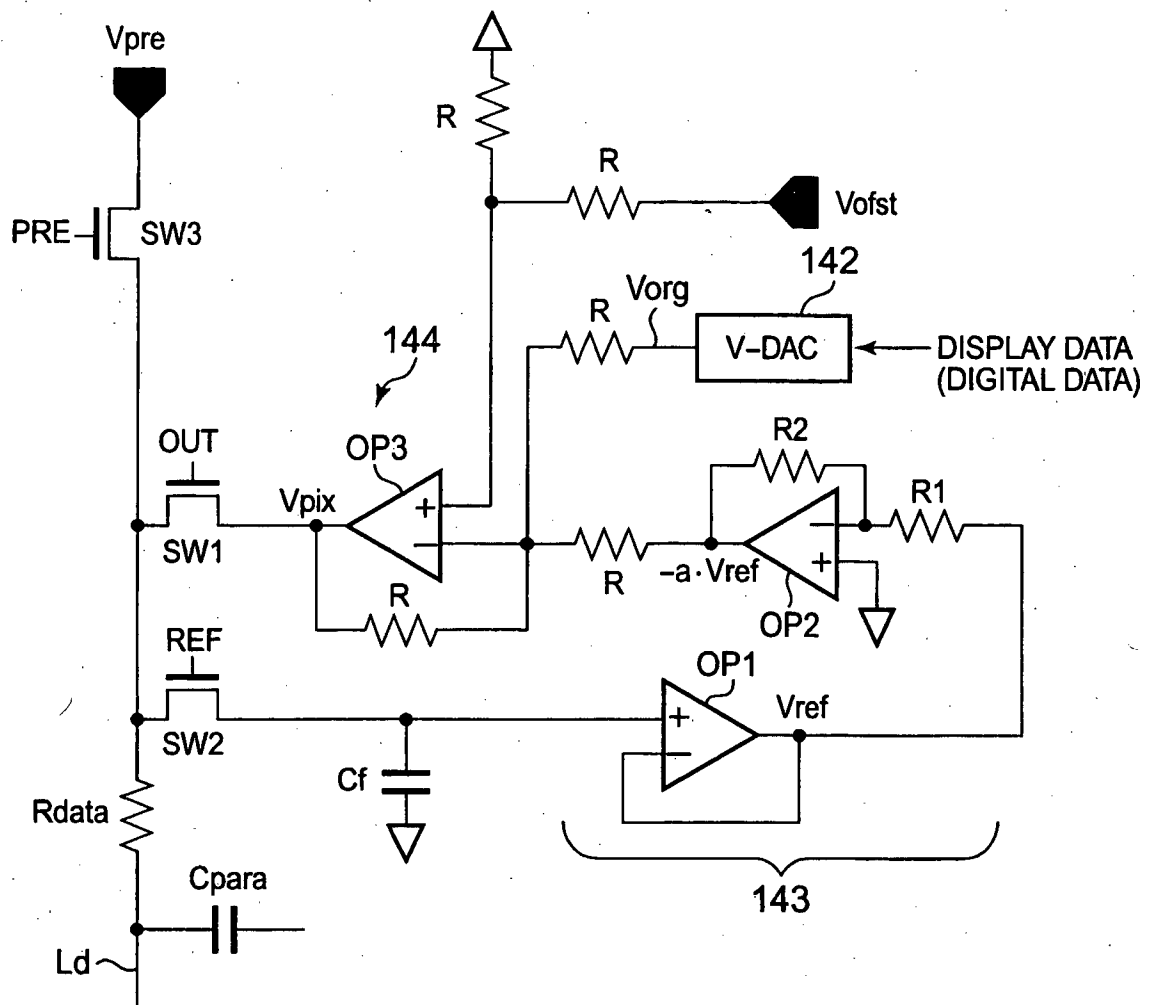 Vpre
R
R
PRE
SW3
Vofst
142
Vorg
R
144
V-DAC
DISPLAY DATA
(DIGITAL DATA)
OUT
OP3
R2
R1
Vpix
+
−
−
+
SW1
R
-a·Vref
OP2
R
REF
OP1
Vref
+
−
SW2
Cf
Rdata
Cpara
143
Ld